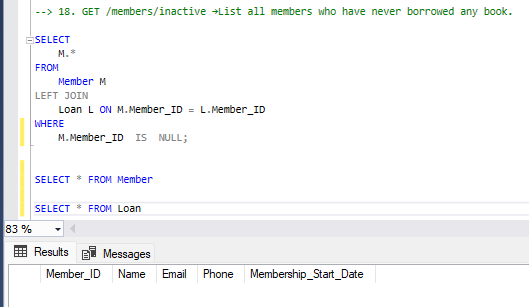 --> 18. GET /members/inactive →List all members who have never borrowed any book.
SELECT
M.*
FROM
Member M
LEFT JOIN
Loan L ON M.Member_ID = L.Member_ID
WHERE
M.Member_ID IS NULL;
SELECT * FROM Member
SELECT * FROM Loan
83 %
Results Messages
Member_ID Name Email Phone Membership_Start_Date